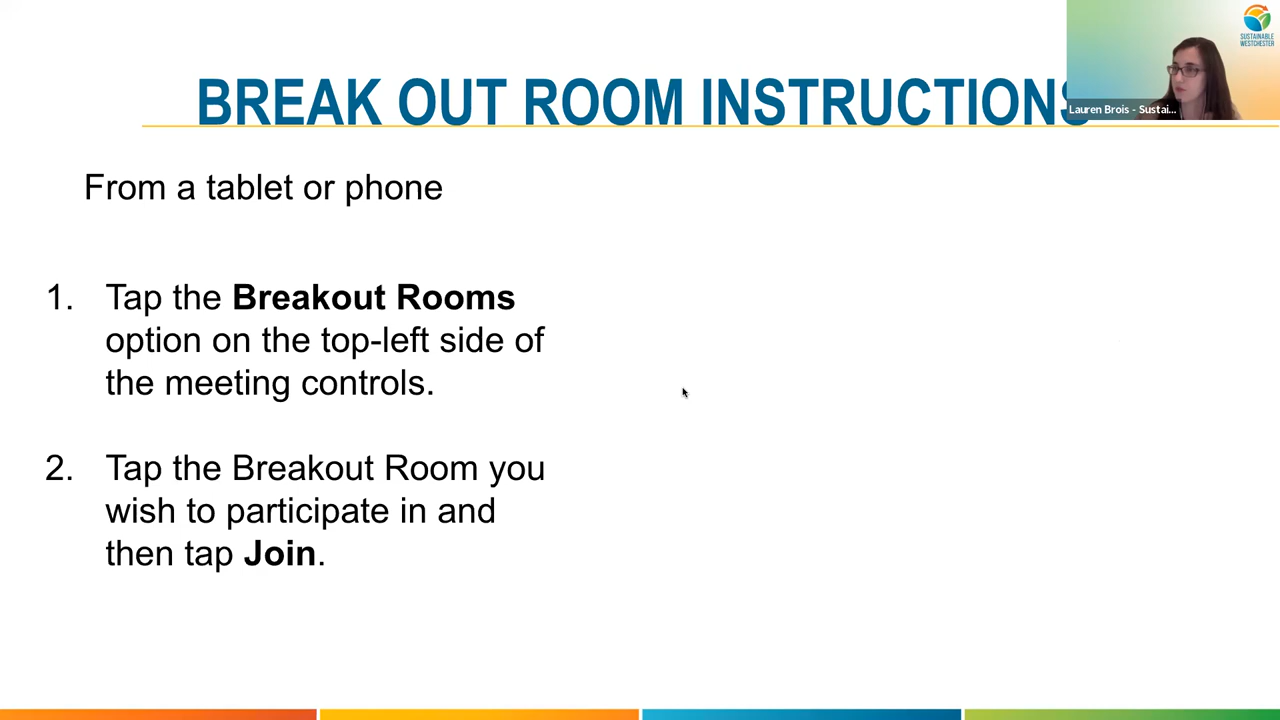 BREAK OUT ROOM INSTRUCTIONS
SUSTAINABLE
WESTCHESTER
Lauren Brois - Sustai...
From a tablet or phone
1. Tap the Breakout Rooms
option on the top-left side of
the meeting controls.
2. Tap the Breakout Room you
wish to participate in and
then tap Join.